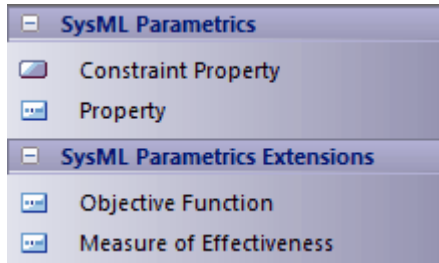 SysML Parametrics
Constraint Property
Property
SysML Parametrics Extensions
Objective Function
Measure of Effectiveness